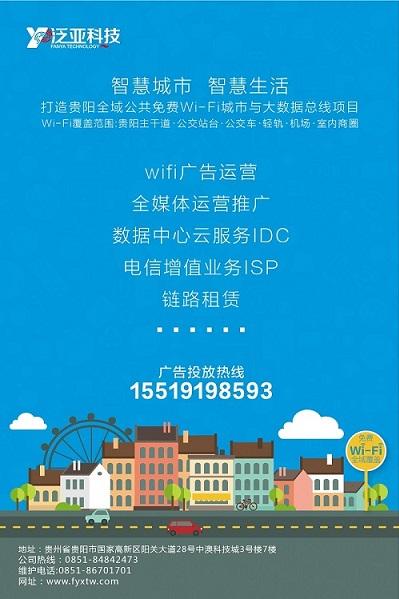 泛亚科技
FANYA TECHNOLOGY
智慧城市 智慧生活
打造贵阳全域公共免费Wi-Fi城市与大数据总线项目
Wi-Fi覆盖范围:贵阳主干道·公交站台·公交车·轻轨·机场·室内商圈
wifi广告运营
全媒体运营推广
数据中心云服务IDC
电信增值业务ISP
链路租赁
······
广告投放热线
15519198593
免费
Wi-Fi
全域覆盖
地址：贵州省贵阳市国家高新区阳关大道28号中澳科技城3号楼7楼
公司热线：0851-84842473
维护电话:0851-86701701
网址：www.fyxtw.com